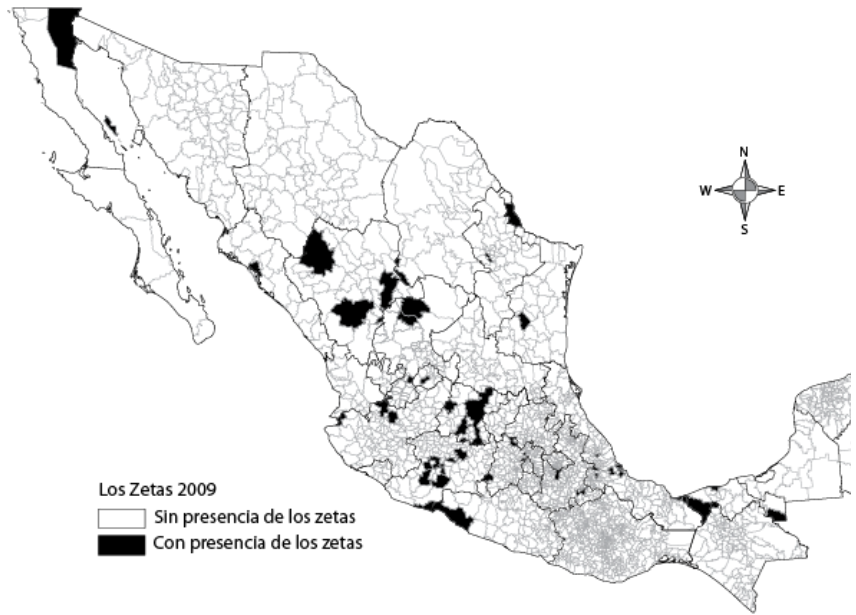 N
W E
S
Los Zetas 2009
Sin presencia de los zetas
Con presencia de los zetas